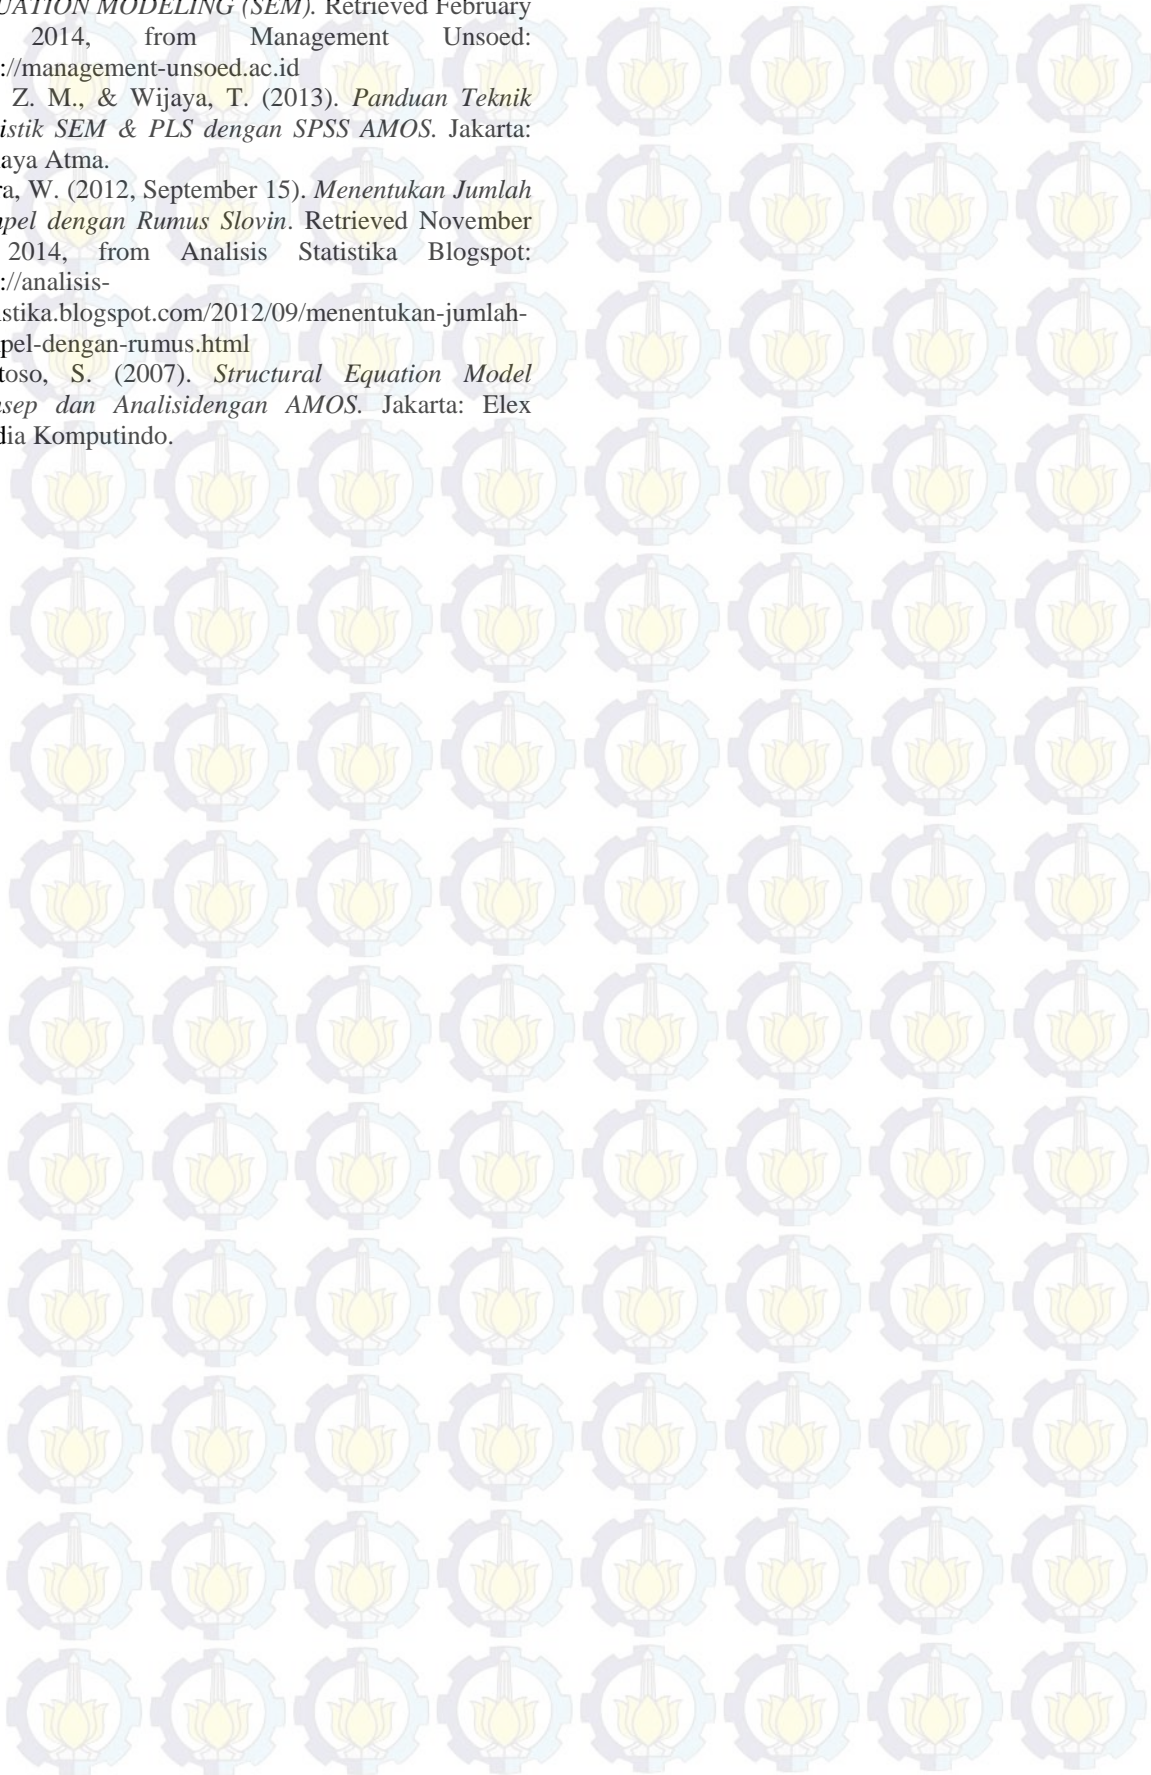 UATION MODELING (SEM). Retrieved February
2014, from Management Unsoed:
://management-unsoed.ac.id
Z. M., & Wijaya, T. (2013). Panduan Teknik
istik SEM & PLS dengan SPSS AMOS. Jakarta:
aya Atma.
ra, W. (2012, September 15). Menentukan Jumlah
pel dengan Rumus Slovin. Retrieved November
2014, from Analisis Statistika Blogspot:
://analisis-
istika.blogspot.com/2012/09/menentukan-jumlah-
pel-dengan-rumus.html
toso, S. (2007). Structural Equation Model
sep dan Analisidengan AMOS. Jakarta: Elex
dia Komputindo.